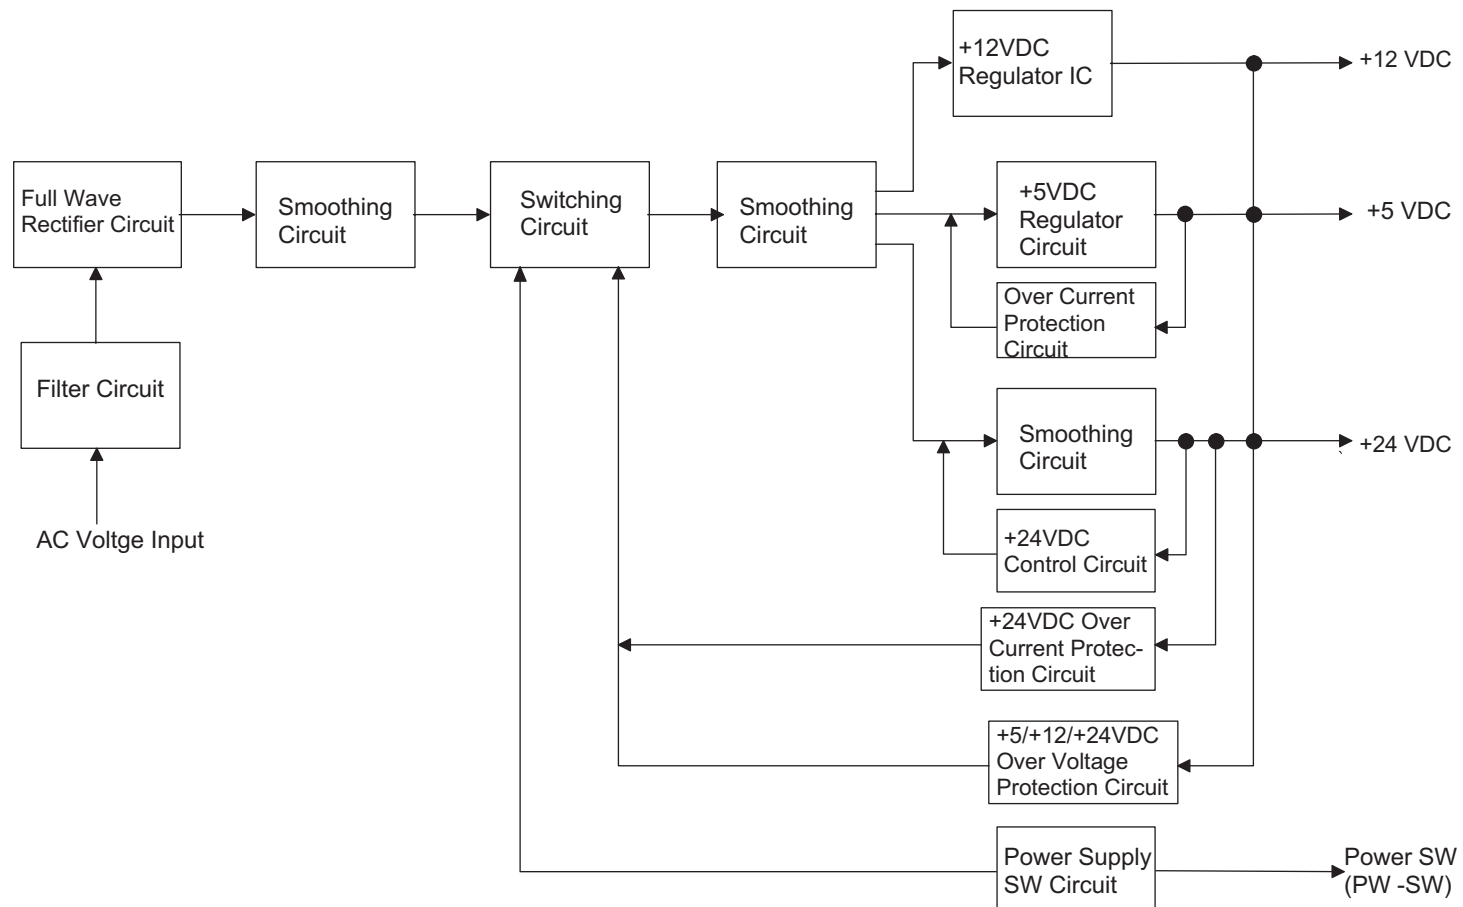 +12VDC
Regulator IC
+12 VDC
Full Wave
Rectifier Circuit
Smoothing
Circuit
Switching
Circuit
Smoothing
Circuit
+5VDC
Regulator
Circuit
+5 VDC
Over Current
Protection
Circuit
Filter Circuit
Smoothing
Circuit
+24 VDC
AC Voltge Input
+24VDC
Control Circuit
+24VDC Over
Current Protec-
tion Circuit
+5/+12/+24VDC
Over Voltage
Protection Circuit
Power Supply
SW Circuit
Power SW
(PW -SW)